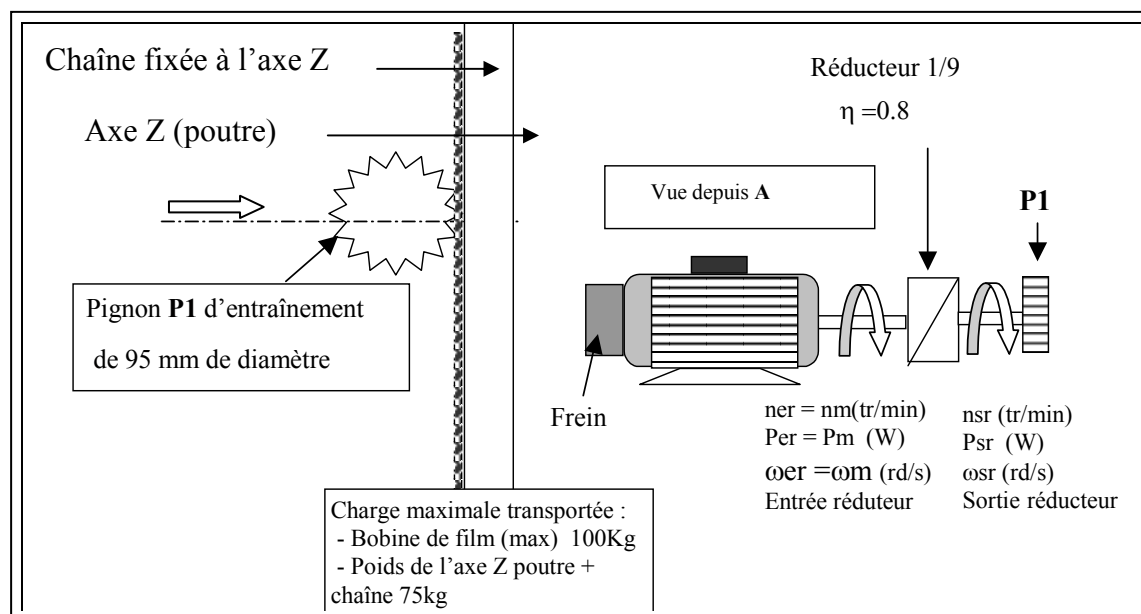 Chaîne fixée à l'axe Z
Axe Z (poutre)
Pignon P1 d'entraînement
de 95 mm de diamètre
Charge maximale transportée :
- Bobine de film (max) 100Kg
- Poids de l'axe Z poutre +
chaîne 75kg
Réducteur 1/9
η =0.8
Vue depuis A
P1
Frein
ner = nm(tr/min)
Per = Pm (W)
ωer =ωm (rd/s)
Entrée réduteur
nsr (tr/min)
Psr (W)
ωsr (rd/s)
Sortie réducteur